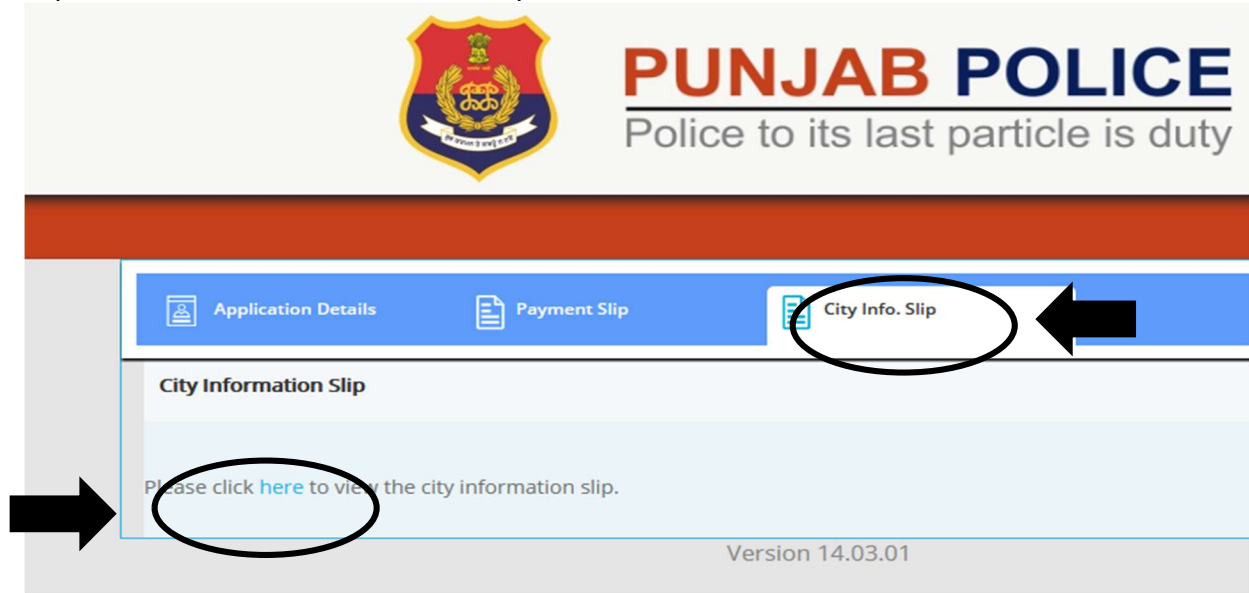 PUNJAB POLICE
Police to its last particle is duty
Application Details
Payment Slip
City Info. Slip
City Information Slip
Please click here to view the city information slip.
Version 14.03.01